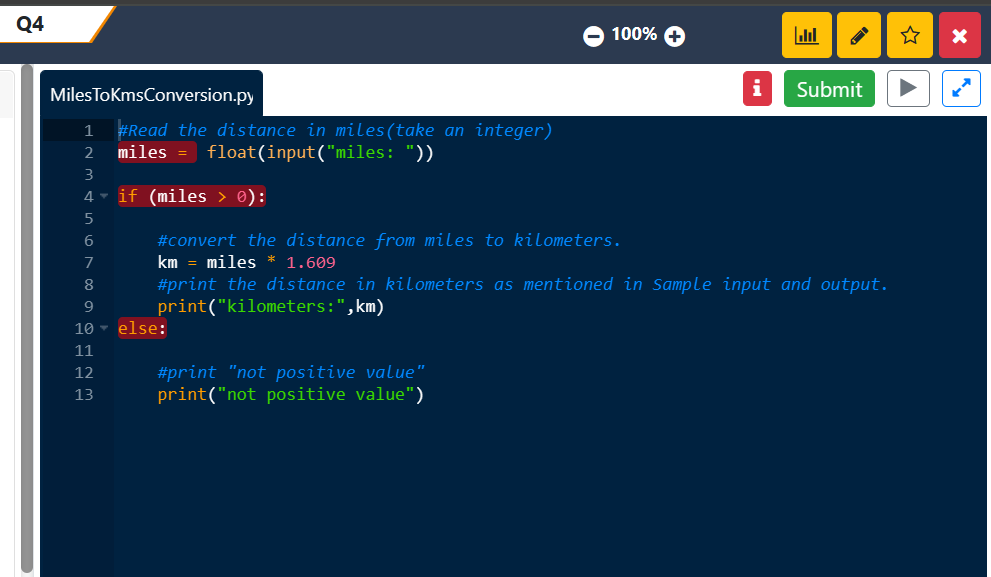 Q4
100%
Submit
MilesToKmsConversion.py
1 #Read the distance in miles(take an integer)
2 miles = float(input("miles: "))
3
4 if (miles > 0):
5
6 #convert the distance from miles to kilometers.
7 km = miles * 1.609
8 #print the distance in kilometers as mentioned in Sample input and output.
9 print("kilometers:",km)
10 else:
11
12 #print "not positive value"
13 print("not positive value")